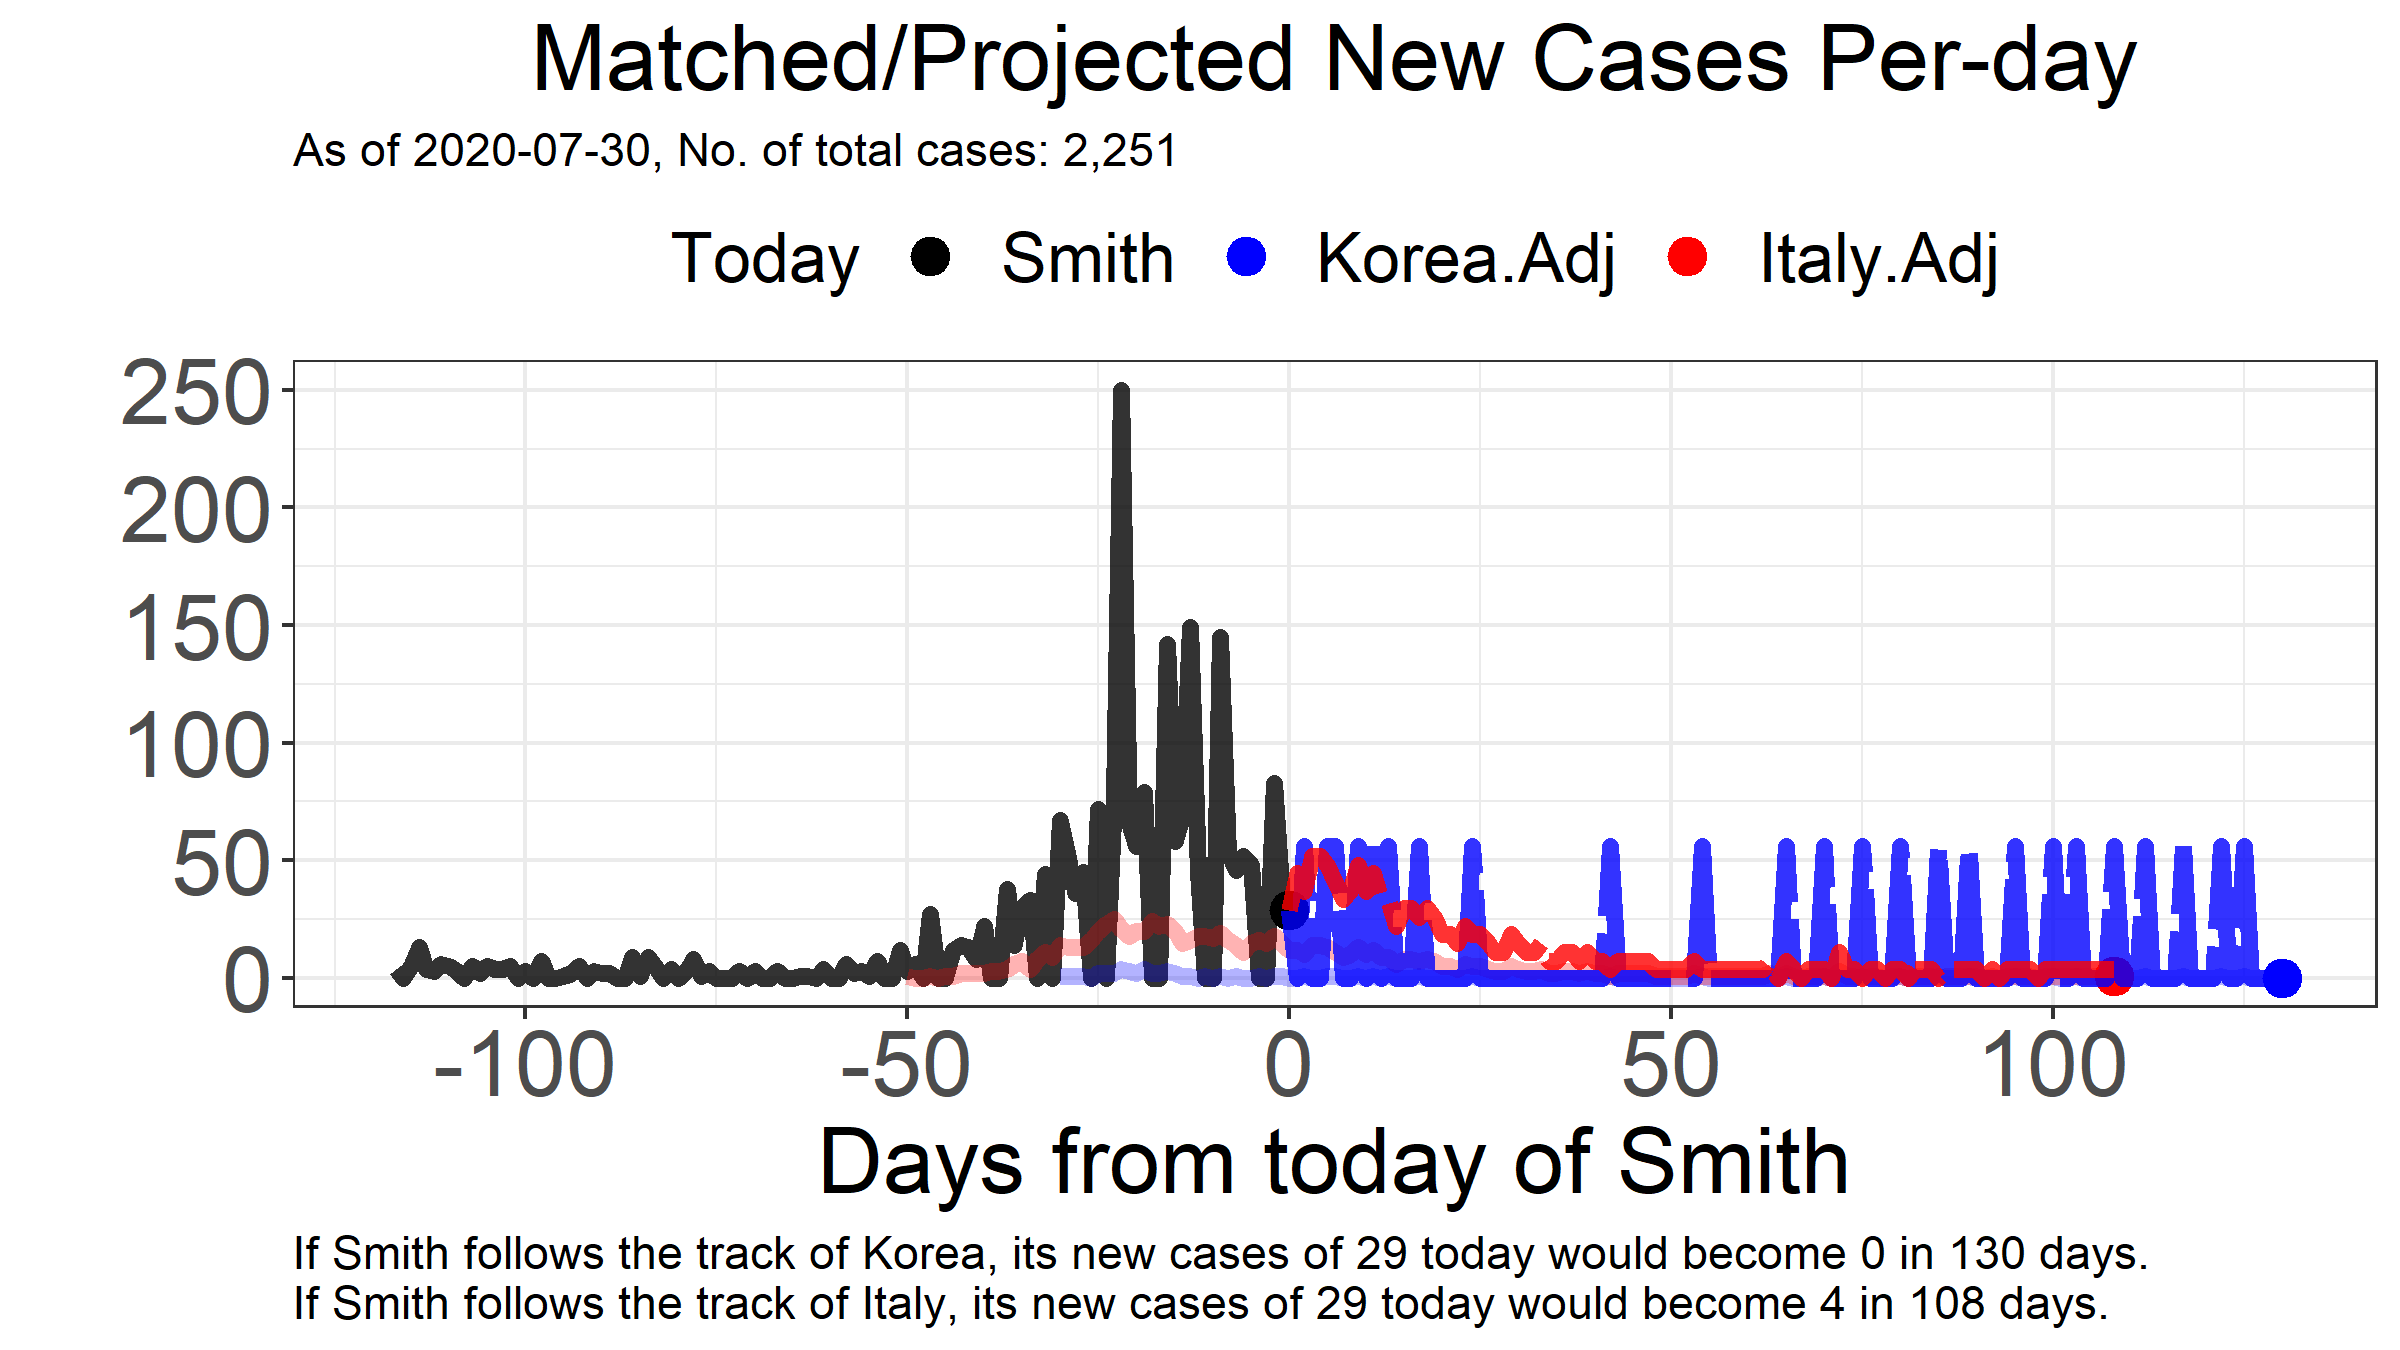 Matched/Projected New Cases Per-day
As of 2020-07-30, No. of total cases: 2,251
Today Smith Korea.Adj Italy.Adj
250
200
150
100
50
0
-100 -50 0 50 100
Days from today of Smith
If Smith follows the track of Korea, its new cases of 29 today would become 0 in 130 days.
If Smith follows the track of Italy, its new cases of 29 today would become 4 in 108 days.